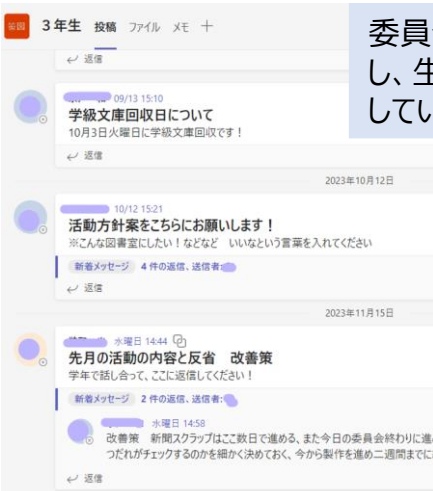 3年生 投稿 ファイル メモ +
委員
し、生
してい
返信
09/13 15:10
学級文庫回収日について
10月3日火曜日に学級文庫回収です！
返信
2023年10月12日
10/12 15:21
活動方針案をこちらにお願いします！
※こんな図書室にしたい！などなど いいなという言葉を入れてください
新着メッセージ 4 件の返信、送信者:
返信
2023年11月15日
水曜日 14:44
先月の活動の内容と反省 改善策
学年で話し合って、ここに返信してください！
新着メッセージ 2 件の返信、送信者:
水曜日 14:58
改善策 新聞スクラップはここ数日で進める、また今日の委員会終わりに進
つだれがチェックするのかを細かく決めておく、今から製作を進め二週間までに
返信